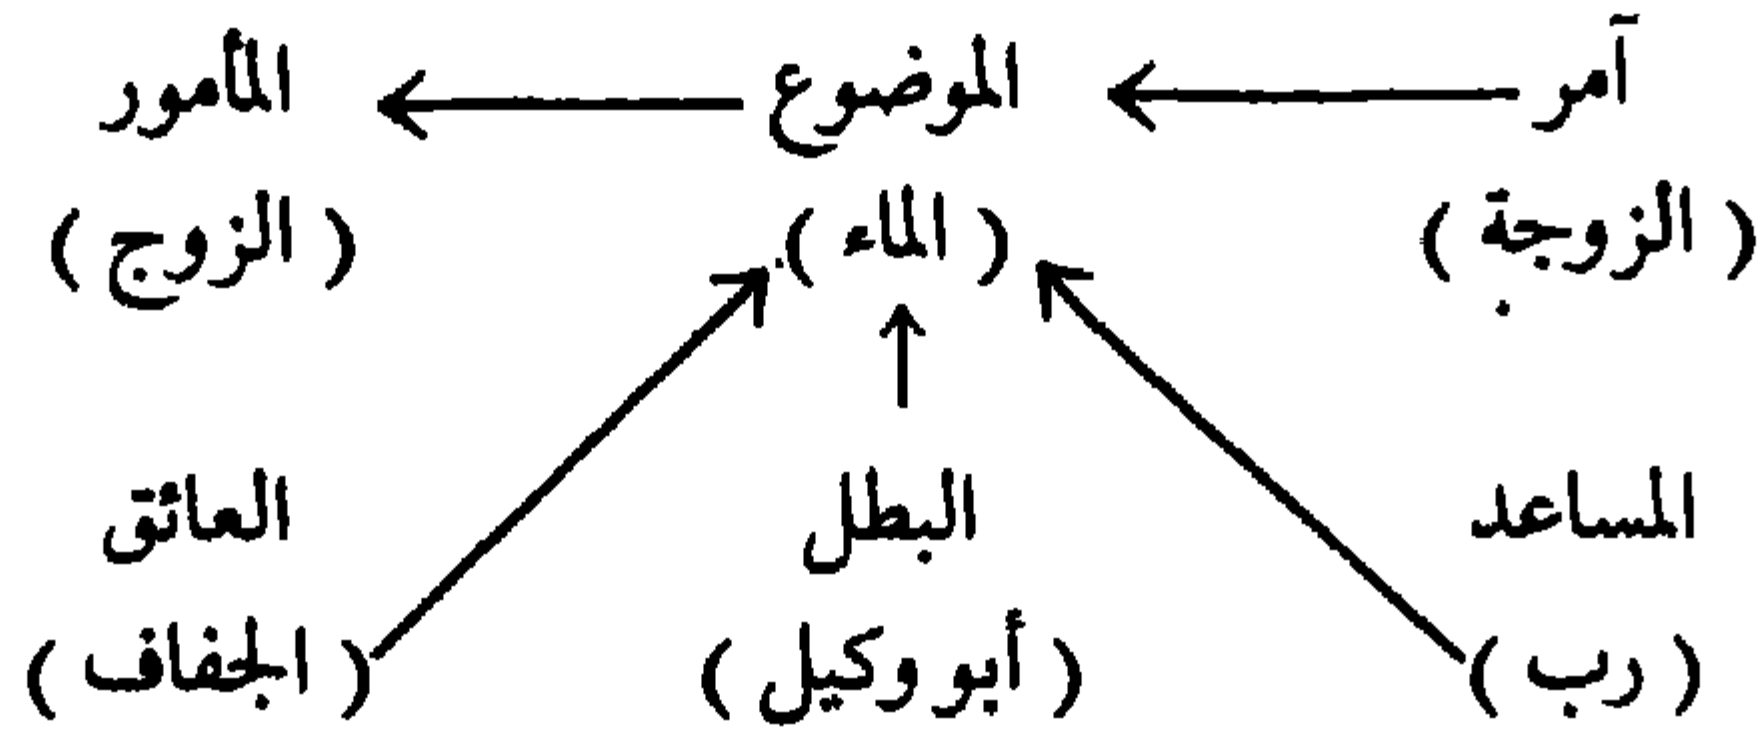 آمر الموضوع المأمور
( الزوجة ) ( الماء ) ( الزوج )
المساعد البطل العائق
( رب ) ( أبو وكيل ) ( الجفاف )